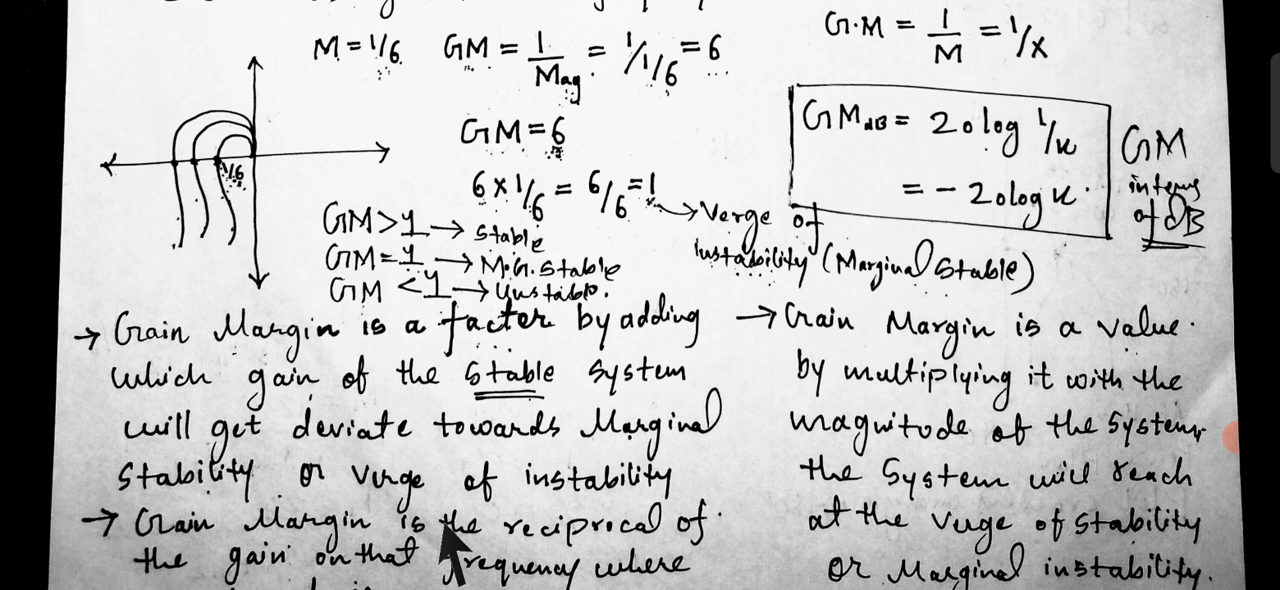 M = 1/6 GM = 1/Mag = 1/1/6 = 6
G.M = 1/M = 1/x
1/6
GM = 6
6 x 1/6 = 6/6 = 1 → Verge of
instability (Marginal Stable)
GM > 1 → stable
GM = 1 → M.G. Stable
GM < 1 → Unstable.
GM dB = 20 log 1/x
= - 20 log x.
GM
in terms
of dB
→ Gain Margin is a factor by adding
which gain of the Stable system
will get deviate towards Marginal
Stability or verge of instability
→ Gain Margin is the reciprocal of
the gain on that frequency where
→ Gain Margin is a value
by multiplying it with the
magnitude of the System
the System will reach
at the verge of Stability
or Marginal instability.